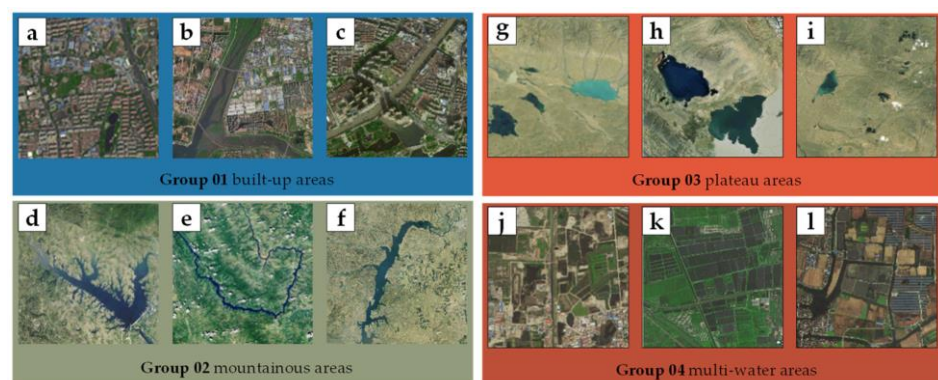 a b c
Group 01 built-up areas
d e f
Group 02 mountainous areas
g h i
Group 03 plateau areas
j k l
Group 04 multi-water areas